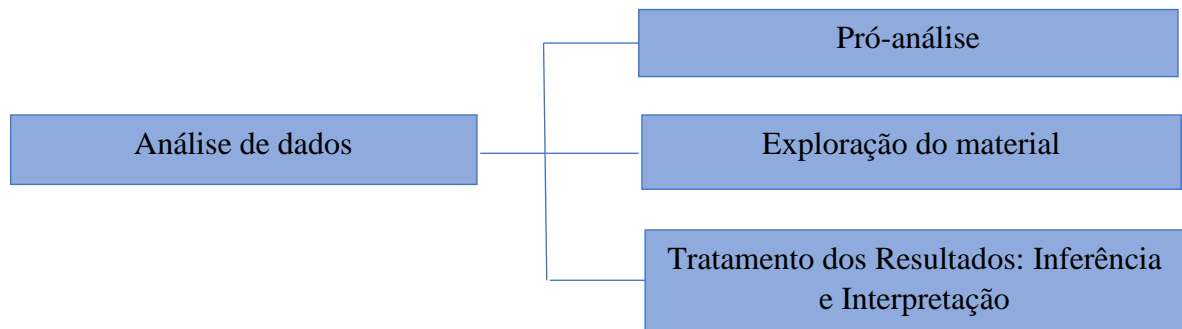 Pró-análise
Análise de dados
Exploração do material
Tratamento dos Resultados: Inferência
e Interpretação